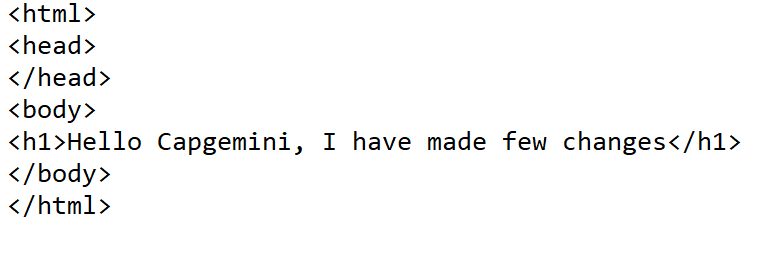 <html>
<head>
</head>
<body>
<h1>Hello Capgemini, I have made few changes</h1>
</body>
</html>